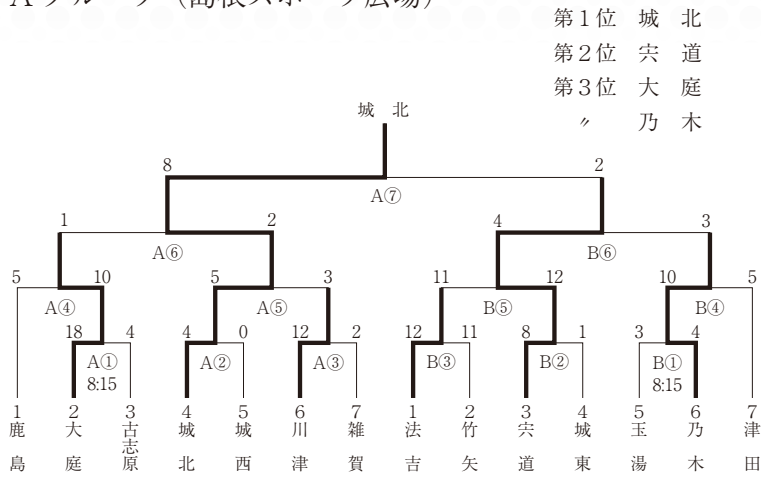 A グループ（島根スポーツ広場）
第1位 城 北
第2位 宍 道
第3位 大 庭
〃 乃 木
城 北
8 2
A⑦
1 2 4 3
A⑥ B⑥
5 10 5 3 11 12 10 5
A④ A⑤ B⑤ B④
18 4 4 0 12 2 12 11 8 1 3 4
A① A② A③ B③ B② B①
8:15 8:15
1 2 3 4 5 6 7 1 2 3 4 5 6 7
鹿島 大庭 古志原 城北 城西 川津 雑賀 法吉 竹矢 宍道 城東 玉湯 乃木 津田